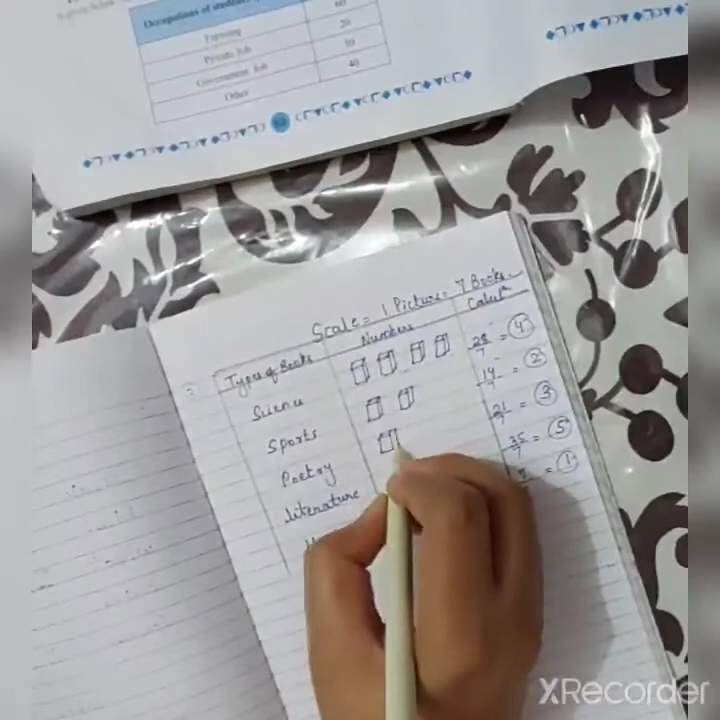 Occupations of students
60
Farming 20
Private Job 30
Government Job 40
Other
Scale = 1 Picture = 7 Books.
Types of Books Numbers Calcuⁿ
Science 28/7 = 4
Sports 14/7 = 2
Poetry 21/7 = 3
literature 35/7 = 5
7 = 1
XRecorder